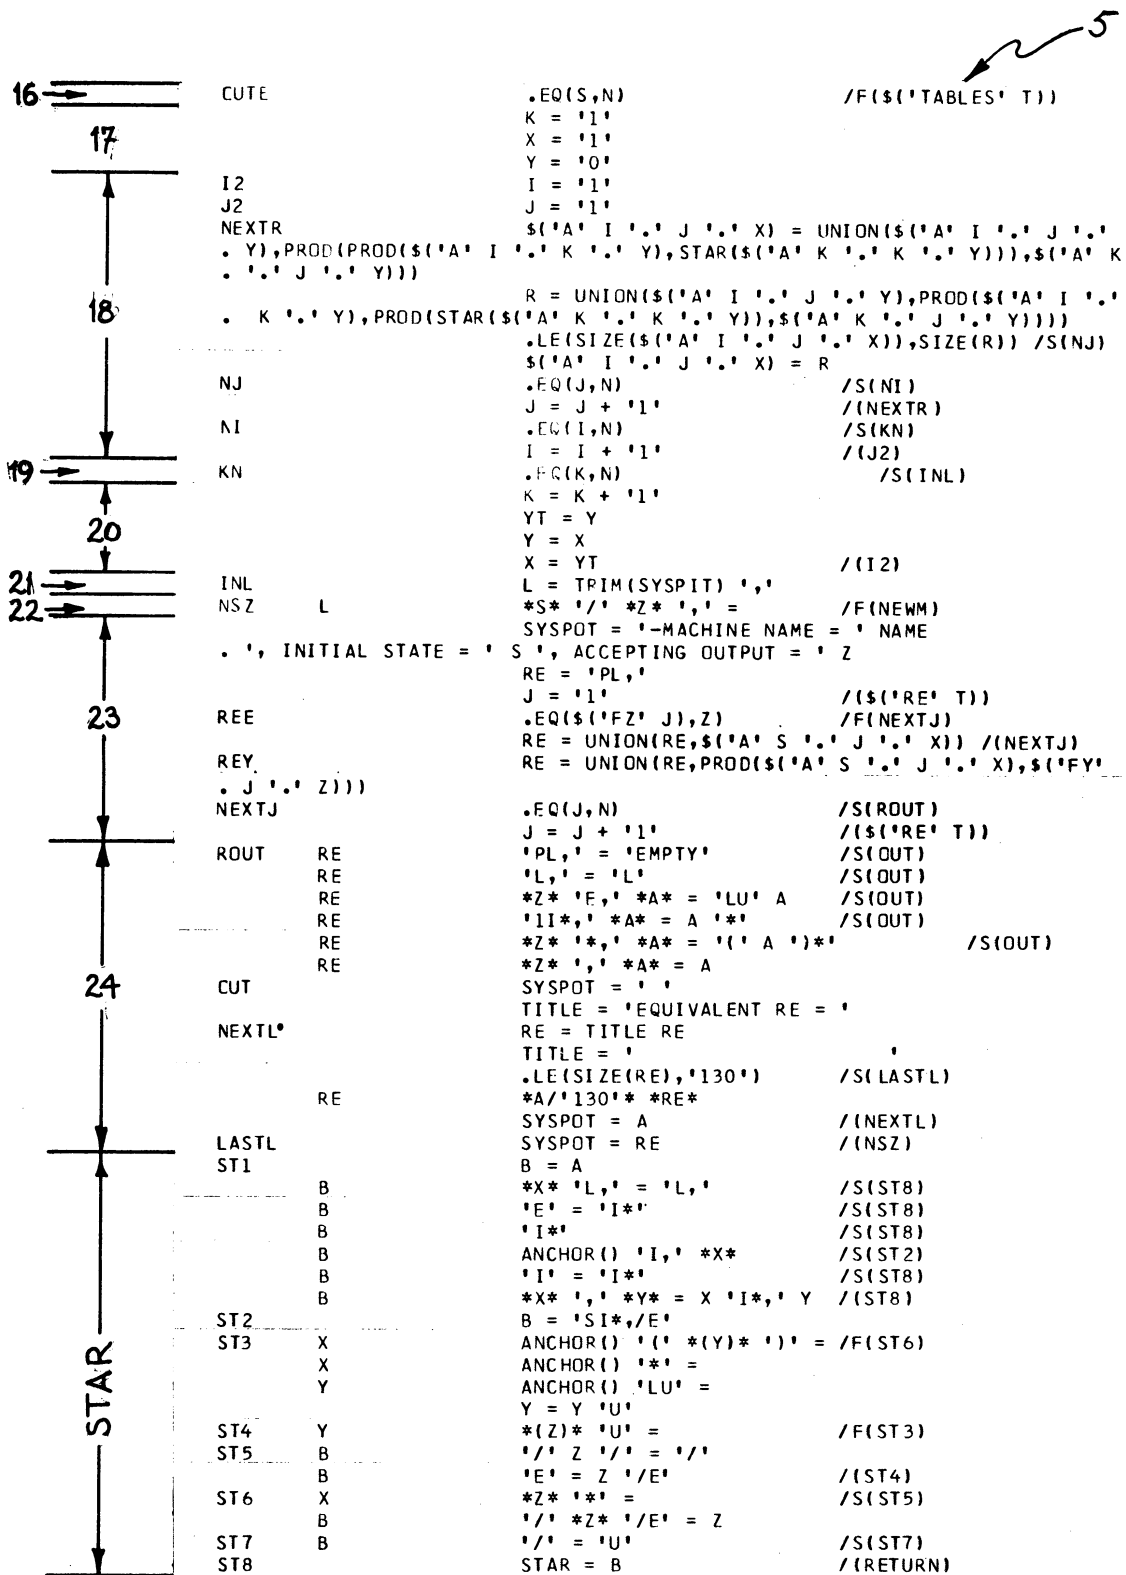 5
16 CUTE .EQ(S,N) /F($('TABLES' T))
K = '1'
17 X = '1'
Y = '0'
I2 I = '1'
J2 J = '1'
NEXTR $('A' I '.' J '.' X) = UNION($('A' I '.' J '.'
. Y),PROD(PROD($('A' I '.' K '.' Y),STAR($('A' K '.' K '.' Y))),$('A' K
. '.' J '.' Y)))
18 R = UNION($('A' I '.' J '.' Y),PROD($('A' I '.'
. K '.' Y),PROD(STAR($('A' K '.' K '.' Y)),$('A' K '.' J '.' Y))))
.LE(SIZE($('A' I '.' J '.' X)),SIZE(R)) /S(NJ)
$('A' I '.' J '.' X) = R
NJ .EQ(J,N) /S(NI)
J = J + '1' /(NEXTR)
NI .EQ(I,N) /S(KN)
I = I + '1' /(J2)
19 KN .EQ(K,N) /S(INL)
K = K + '1'
20 YT = Y
Y = X
X = YT /(I2)
21 INL L = TRIM(SYSPIT) ','
22 NSZ L *S* '/' *Z* ',' = /F(NEWM)
SYSPOT = '-MACHINE NAME = ' NAME
. ', INITIAL STATE = ' S ', ACCEPTING OUTPUT = ' Z
RE = 'PL,'
J = '1' /($('RE' T))
23 REE .EQ($('FZ' J),Z) /F(NEXTJ)
RE = UNION(RE,$('A' S '.' J '.' X)) /(NEXTJ)
REY RE = UNION(RE,PROD($('A' S '.' J '.' X),$('FY'
. J '.' Z)))
NEXTJ .EQ(J,N) /S(ROUT)
J = J + '1' /($('RE' T))
ROUT RE 'PL,' = 'EMPTY' /S(OUT)
RE 'L,' = 'L' /S(OUT)
RE *Z* 'E,' *A* = 'LU' A /S(OUT)
RE '1I*,' *A* = A '*' /S(OUT)
RE *Z* '*,' *A* = '(' A ')*' /S(OUT)
RE *Z* ',' *A* = A
24 CUT SYSPOT = ' '
TITLE = 'EQUIVALENT RE = '
NEXTL RE = TITLE RE
TITLE = ' '
.LE(SIZE(RE),'130') /S(LASTL)
RE *A/'130'* *RE*
SYSPOT = A /(NEXTL)
LASTL SYSPOT = RE /(NSZ)
ST1 B = A
B *X* 'L,' = 'L,' /S(ST8)
B 'E' = 'I*' /S(ST8)
B 'I*' /S(ST8)
B ANCHOR() 'I,' *X* /S(ST2)
B 'I' = 'I*' /S(ST8)
B *X* ',' *Y* = X 'I*,' Y /(ST8)
ST2 B = 'SI*,/E'
ST3 X ANCHOR() '(' *(Y)* ')' = /F(ST6)
X ANCHOR() '*' =
STAR Y ANCHOR() 'LU' =
Y = Y 'U'
ST4 Y *(Z)* 'U' = /F(ST3)
ST5 B '/' Z '/' = '/'
B 'E' = Z '/E' /(ST4)
ST6 X *Z* '*' = /S(ST5)
B '/' *Z* '/E' = Z
ST7 B '/' = 'U' /S(ST7)
ST8 STAR = B /(RETURN)